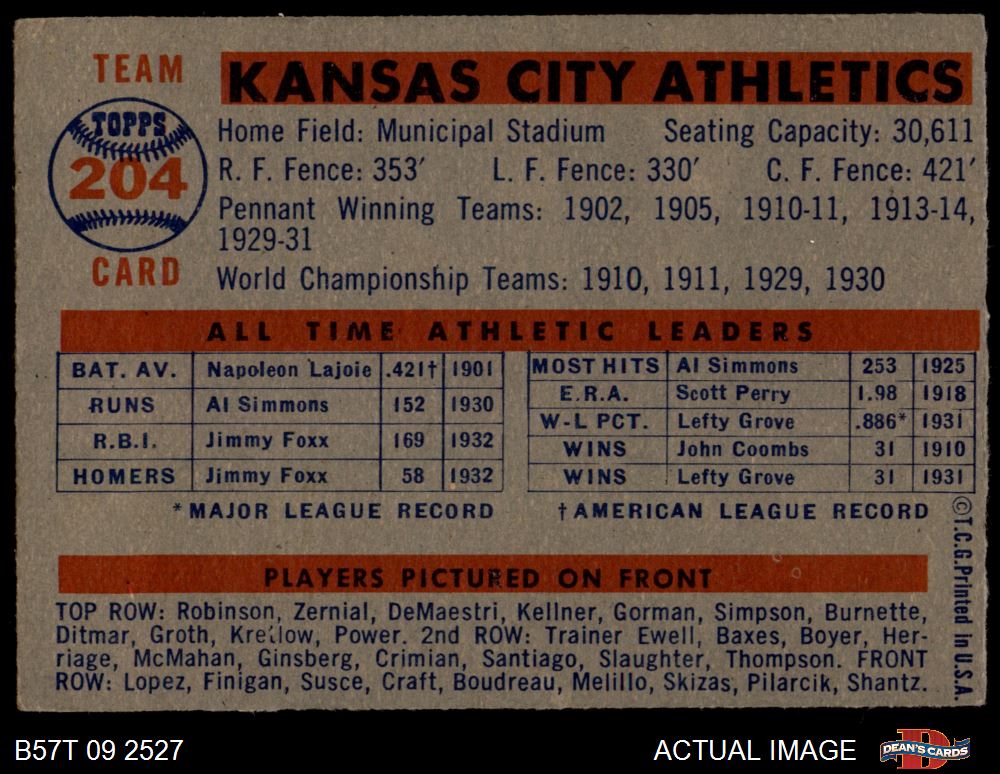 TEAM
TOPPS
204
CARD
KANSAS CITY ATHLETICS
Home Field: Municipal Stadium Seating Capacity: 30,611
R. F. Fence: 353′ L. F. Fence: 330′ C. F. Fence: 421′
Pennant Winning Teams: 1902, 1905, 1910-11, 1913-14,
1929-31
World Championship Teams: 1910, 1911, 1929, 1930
ALL TIME ATHLETIC LEADERS
BAT. AV. Napoleon Lajoie .421† 1901
RUNS Al Simmons 152 1930
R.B.I. Jimmy Foxx 169 1932
HOMERS Jimmy Foxx 58 1932
MOST HITS Al Simmons 253 1925
E.R.A. Scott Perry 1.98 1918
W-L PCT. Lefty Grove .886* 1931
WINS John Coombs 31 1910
WINS Lefty Grove 31 1931
*MAJOR LEAGUE RECORD †AMERICAN LEAGUE RECORD
PLAYERS PICTURED ON FRONT
TOP ROW: Robinson, Zernial, DeMaestri, Kellner, Gorman, Simpson, Burnette,
Ditmar, Groth, Kretlow, Power. 2nd ROW: Trainer Ewell, Baxes, Boyer, Her-
riage, McMahan, Ginsberg, Crimian, Santiago, Slaughter, Thompson. FRONT
ROW: Lopez, Finigan, Susce, Craft, Boudreau, Melillo, Skizas, Pilarcik, Shantz.
©T.C.G. Printed in U.S.A.
B57T 09 2527 ACTUAL IMAGE
DEAN'S CARDS